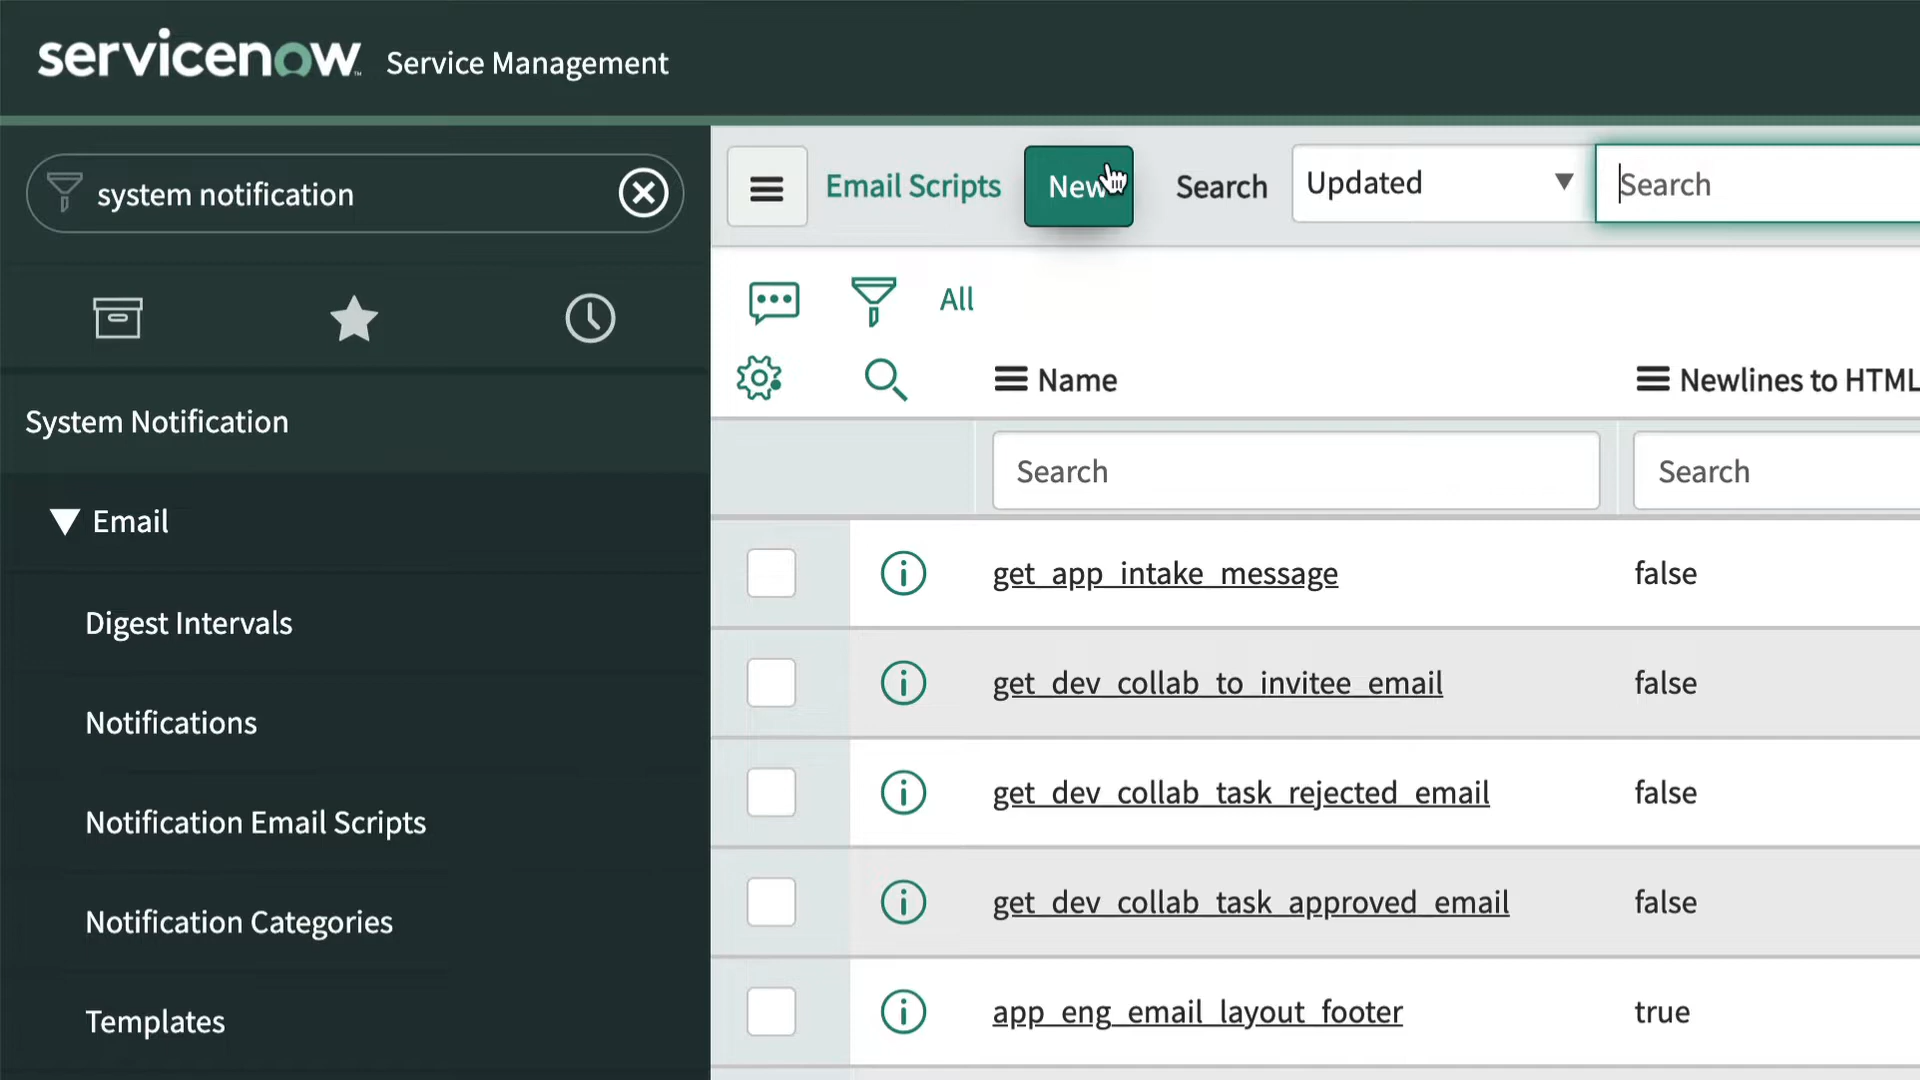 servicenow Service Management
system notification
System Notification
Email
Digest Intervals
Notifications
Notification Email Scripts
Notification Categories
Templates
Email Scripts New Search Updated Search
All
Name Newlines to HTML
Search Search
get_app_intake_message false
get_dev_collab_to_invitee_email false
get_dev_collab_task_rejected_email false
get_dev_collab_task_approved_email false
app_eng_email_layout_footer true